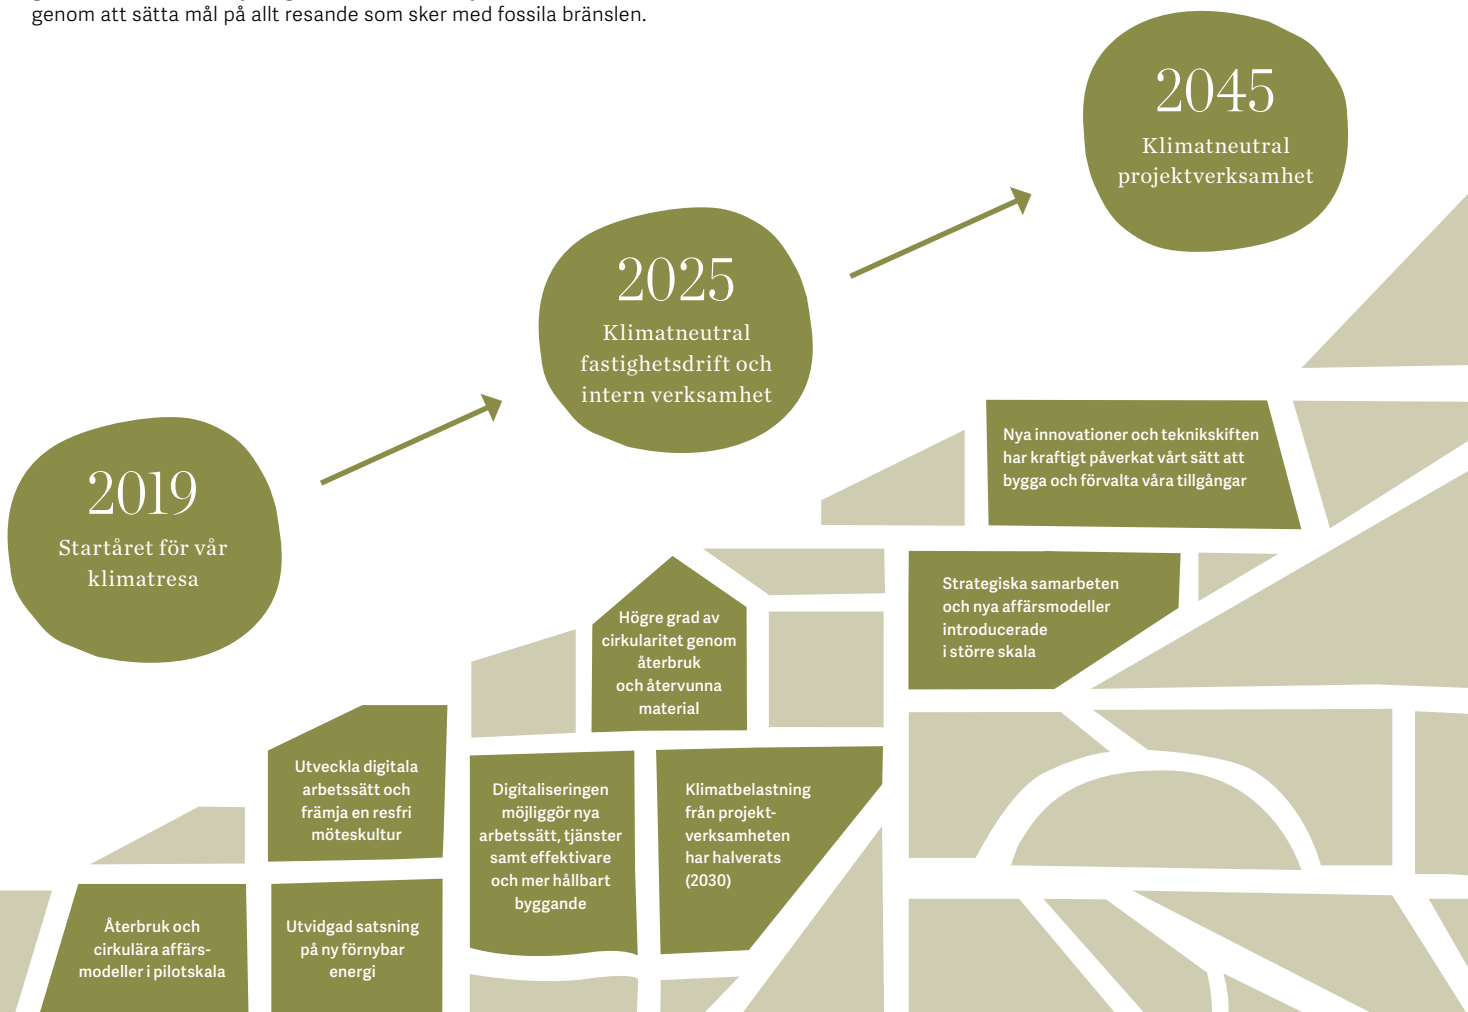 genom att sätta mål på allt resande som sker med fossila bränslen.
2045
Klimatneutral
projektverksamhet
2025
Klimatneutral
fastighetsdrift och
intern verksamhet
2019
Startåret för vår
klimatresa
Nya innovationer och teknikskiften
har kraftigt påverkat vårt sätt att
bygga och förvalta våra tillgångar
Strategiska samarbeten
och nya affärsmodeller
introducerade
i större skala
Högre grad av
cirkularitet genom
återbruk
och återvunna
material
Utveckla digitala
arbetssätt och
främja en resfri
möteskultur
Digitaliseringen
möjliggör nya
arbetssätt, tjänster
samt effektivare
och mer hållbart
byggande
Klimatbelastning
från projekt-
verksamheten
har halverats
(2030)
Återbruk och
cirkulära affärs-
modeller i pilotskala
Utvidgad satsning
på ny förnybar
energi